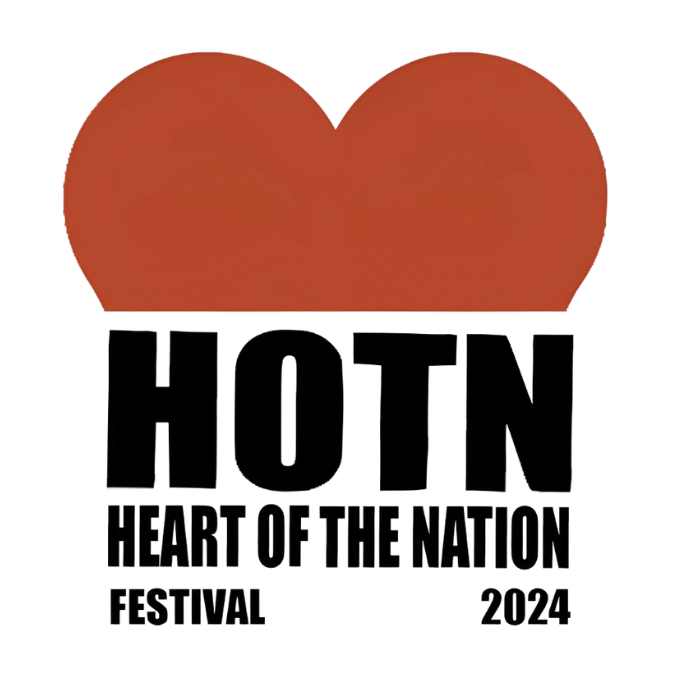 HOTN
HEART OF THE NATION
FESTIVAL 2024